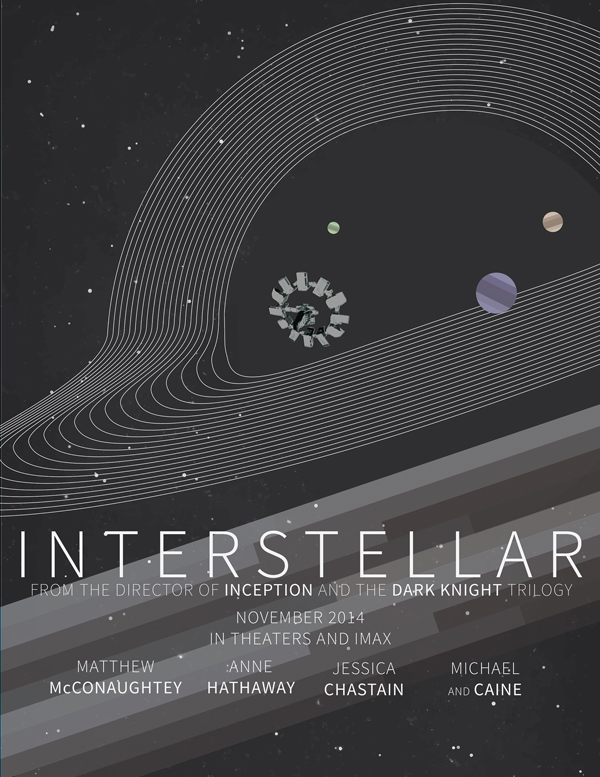 INTERSTELLAR
FROM THE DIRECTOR OF INCEPTION AND THE DARK KNIGHT TRILOGY
NOVEMBER 2014
IN THEATERS AND IMAX
MATTHEW McCONAUGHTEY
ANNE HATHAWAY
JESSICA CHASTAIN
MICHAEL AND CAINE